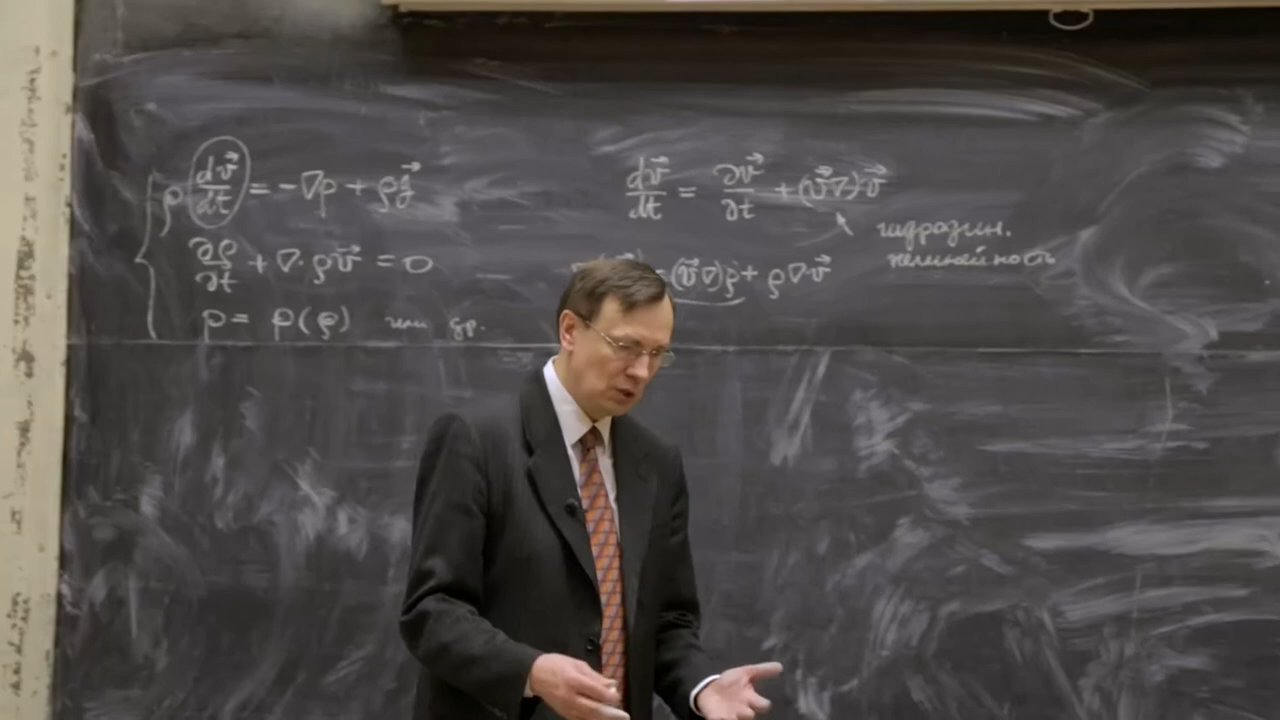 ρ dv⃗/dt = −∇p + ρg⃗
∂ρ/∂t + ∇·ρv⃗ = 0
p = p(ρ) или др.
dv⃗/dt = ∂v⃗/∂t + (v⃗∇)v⃗
гидродин.
нелинейность
(v⃗∇)ρ + ρ∇v⃗